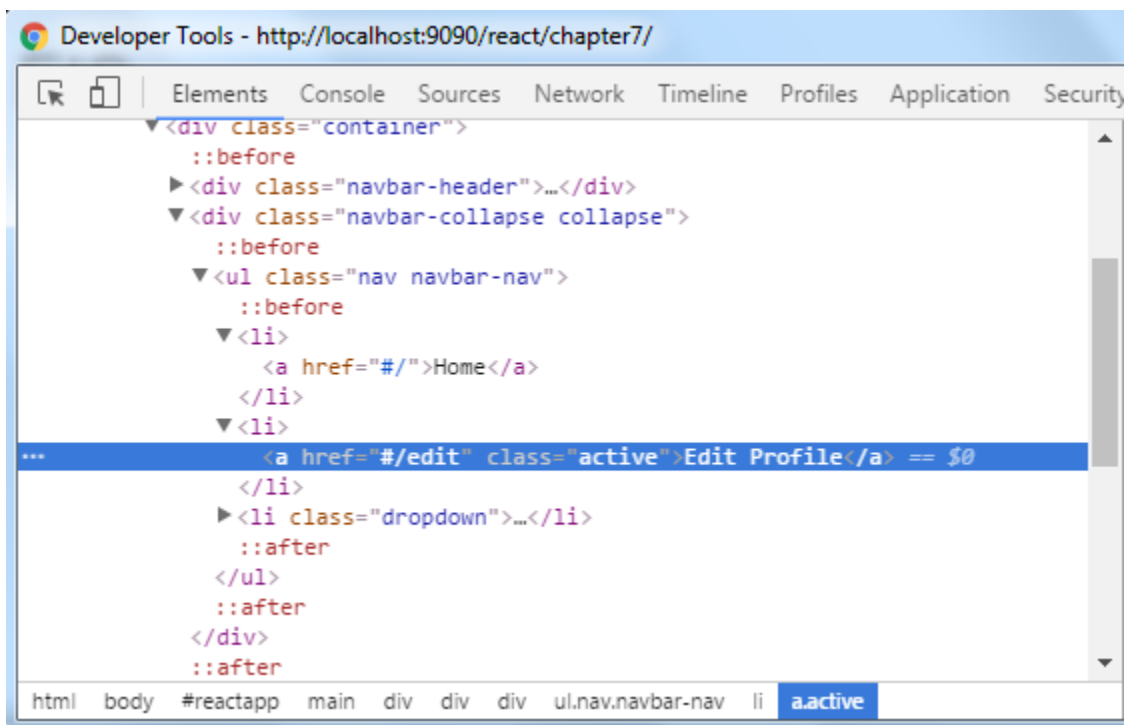 Developer Tools - http://localhost:9090/react/chapter7/
Elements Console Sources Network Timeline Profiles Application Security
▼<div class="container">
::before
▶<div class="navbar-header">…</div>
▼<div class="navbar-collapse collapse">
::before
▼<ul class="nav navbar-nav">
::before
▼<li>
<a href="#/">Home</a>
</li>
▼<li>
... <a href="#/edit" class="active">Edit Profile</a> == $0
</li>
▶<li class="dropdown">…</li>
::after
</ul>
::after
</div>
::after
html body #reactapp main div div div ul.nav.navbar-nav li a.active